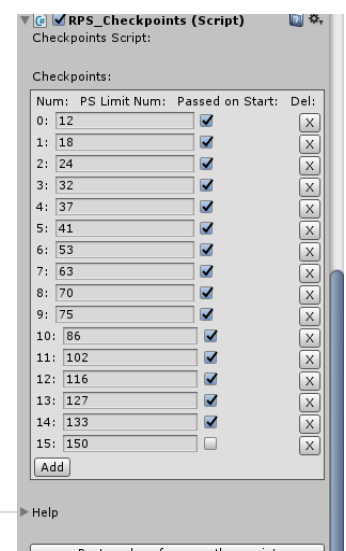 RPS_Checkpoints (Script)
Checkpoints Script:
Checkpoints:
Num: PS Limit Num: Passed on Start: Del:
0: 12 X
1: 18 X
2: 24 X
3: 32 X
4: 37 X
5: 41 X
6: 53 X
7: 63 X
8: 70 X
9: 75 X
10: 86 X
11: 102 X
12: 116 X
13: 127 X
14: 133 X
15: 150 X
Add
Help